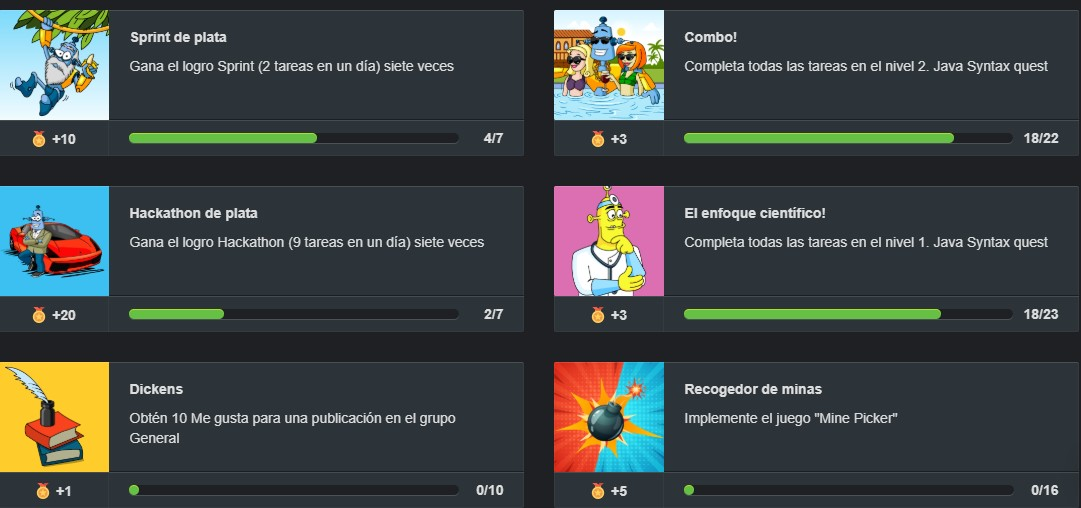 Sprint de plata
Gana el logro Sprint (2 tareas en un día) siete veces
+10
4/7
Combo!
Completa todas las tareas en el nivel 2. Java Syntax quest
+3
18/22
Hackathon de plata
Gana el logro Hackathon (9 tareas en un día) siete veces
+20
2/7
El enfoque científico!
Completa todas las tareas en el nivel 1. Java Syntax quest
+3
18/23
Dickens
Obtén 10 Me gusta para una publicación en el grupo
General
+1
0/10
Recogedor de minas
Implemente el juego "Mine Picker"
+5
0/16